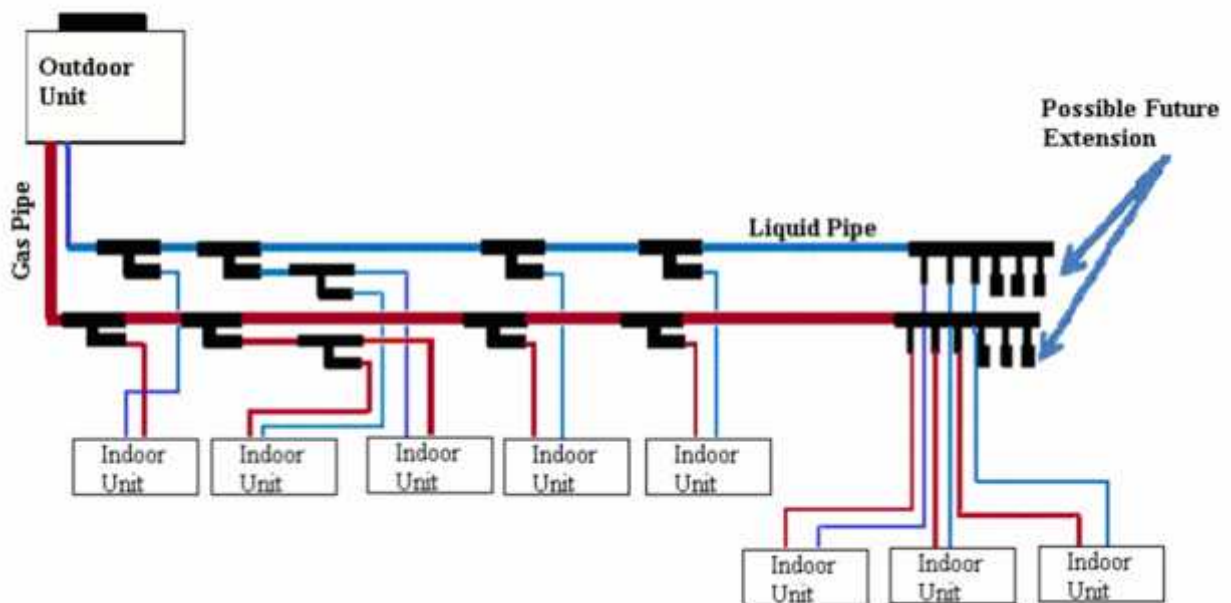 Outdoor
Unit
Possible Future
Extension
Gas Pipe
Liquid Pipe
Indoor
Unit
Indoor
Unit
Indoor
Unit
Indoor
Unit
Indoor
Unit
Indoor
Unit
Indoor
Unit
Indoor
Unit